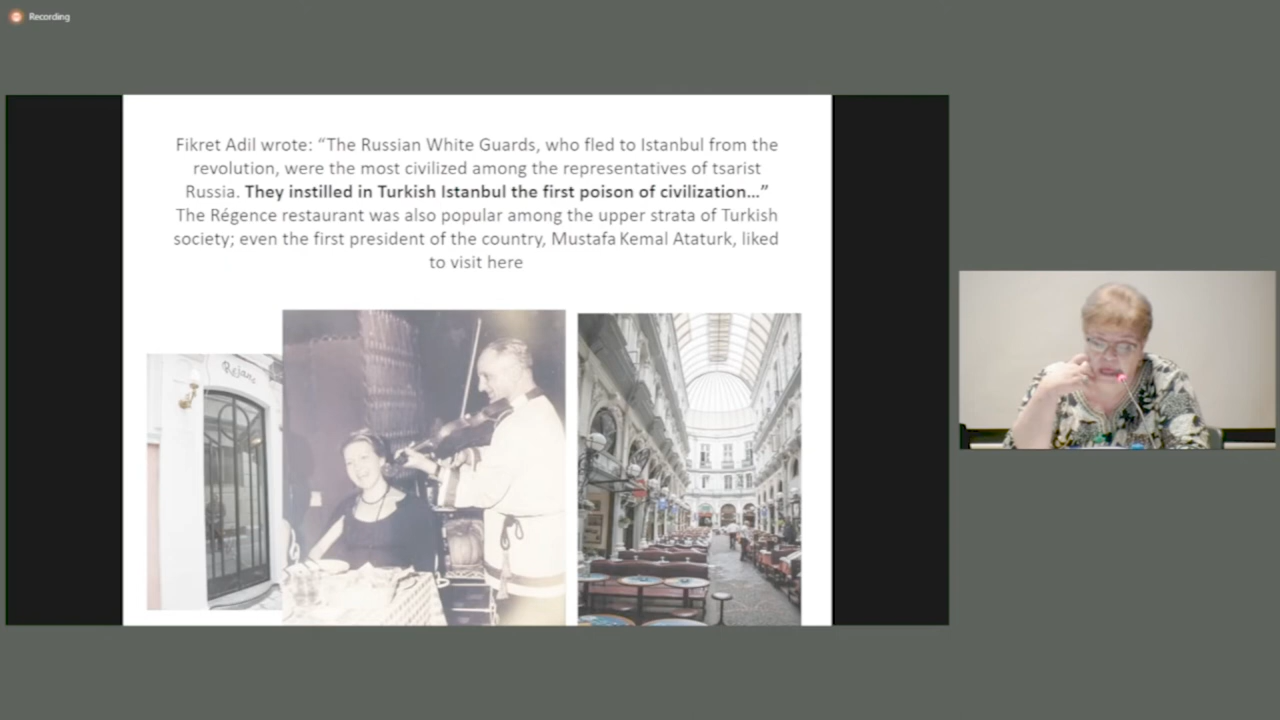 Recording
Fikret Adil wrote: “The Russian White Guards, who fled to Istanbul from the
revolution, were the most civilized among the representatives of tsarist
Russia. They instilled in Turkish Istanbul the first poison of civilization…”
The Régence restaurant was also popular among the upper strata of Turkish
society; even the first president of the country, Mustafa Kemal Ataturk, liked
to visit here
Rejans